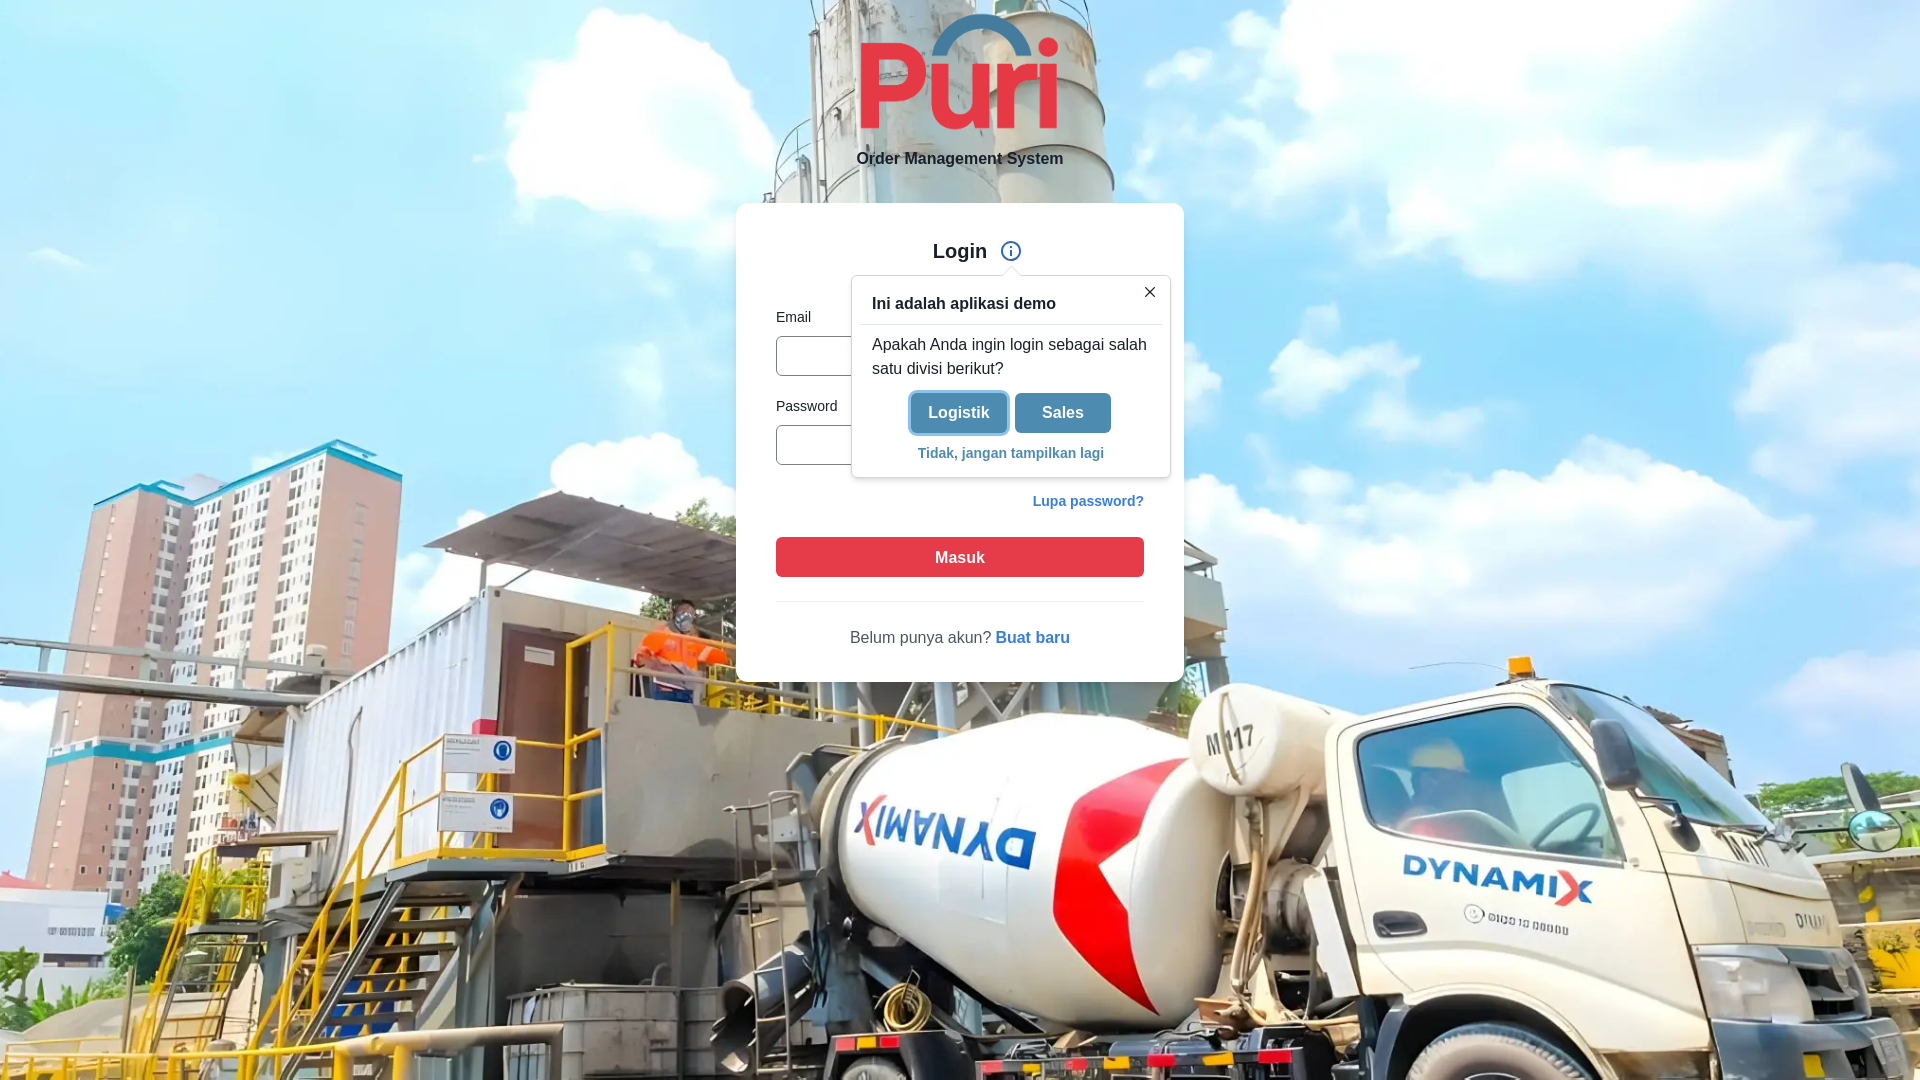 Puri
Order Management System
Login
Ini adalah aplikasi demo
Email
Apakah Anda ingin login sebagai salah
satu divisi berikut?
Logistik
Sales
Password
Tidak, jangan tampilkan lagi
Lupa password?
Masuk
Belum punya akun? Buat baru
M 117
DYNAMIX
DYNAMIX
M 117